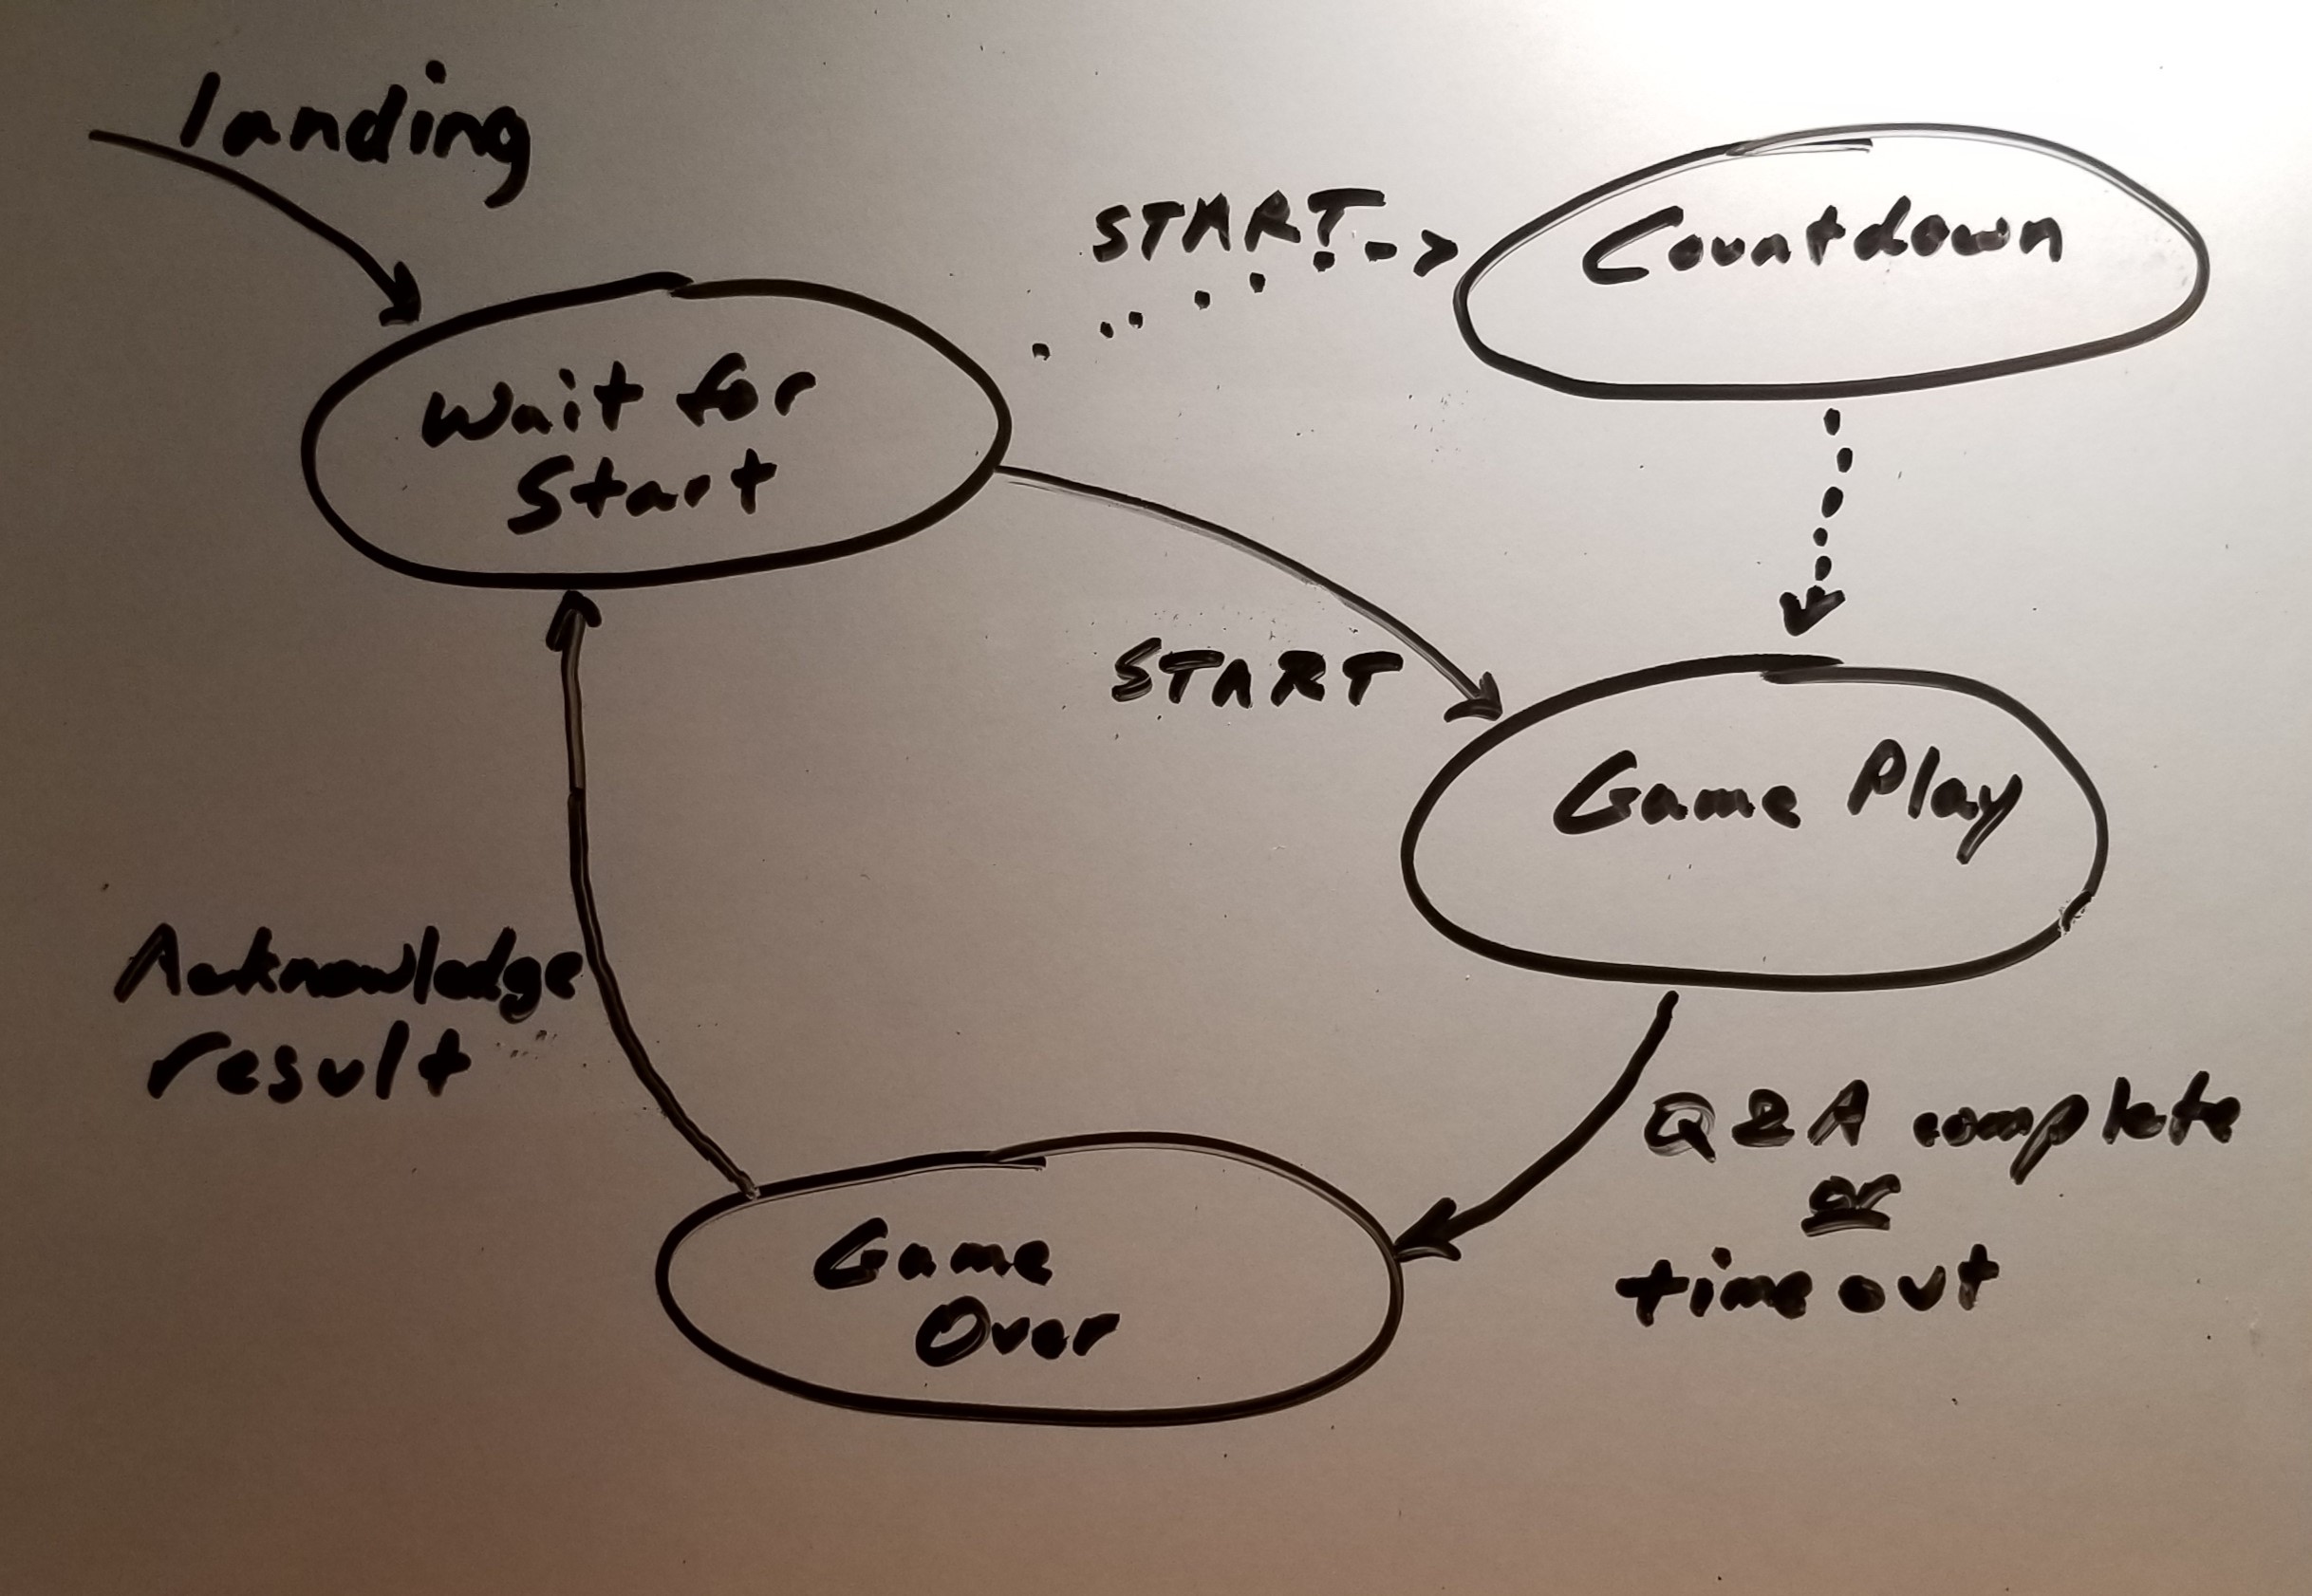 landing
START
Countdown
Wait for
Start
START
Game Play
Acknowledge
result
Q&A complete
or
timeout
Game
Over